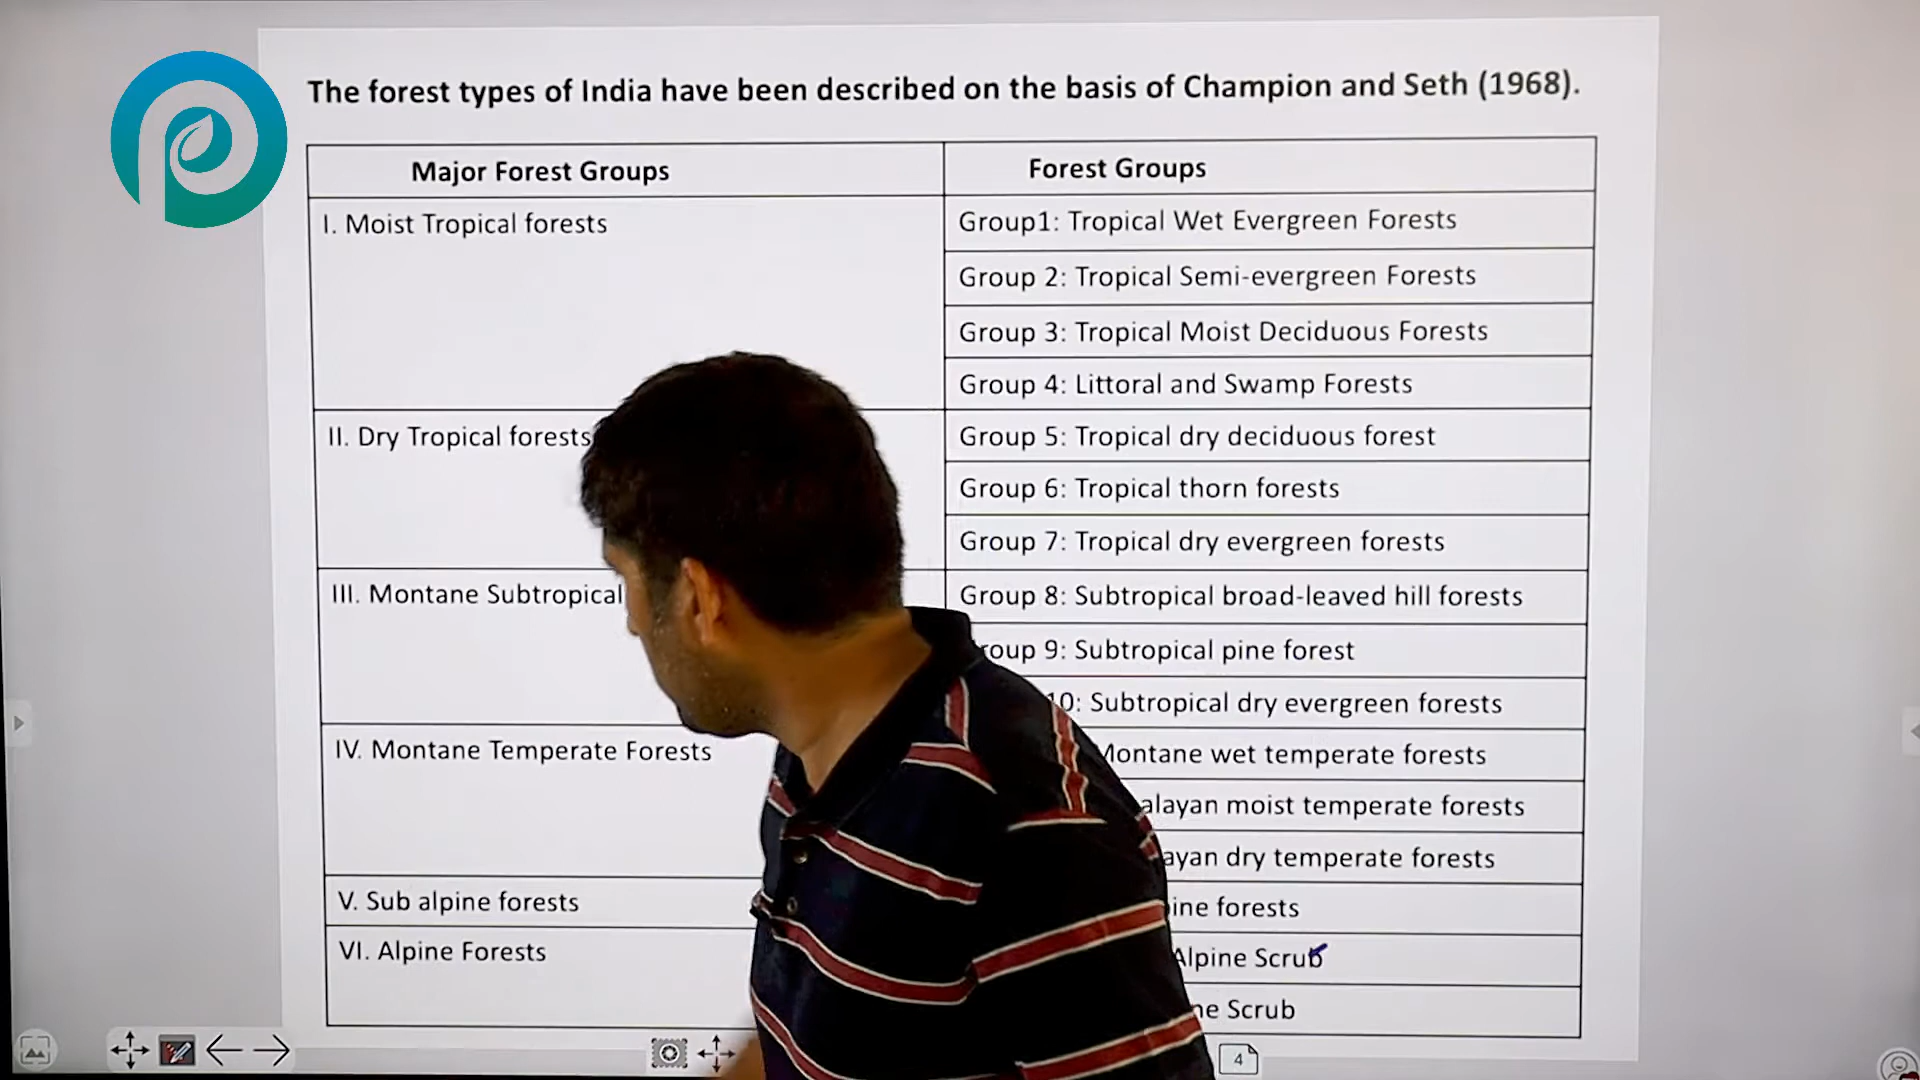 The forest types of India have been described on the basis of Champion and Seth (1968).
Major Forest Groups
Forest Groups
I. Moist Tropical forests
Group1: Tropical Wet Evergreen Forests
Group 2: Tropical Semi-evergreen Forests
Group 3: Tropical Moist Deciduous Forests
Group 4: Littoral and Swamp Forests
II. Dry Tropical forests
Group 5: Tropical dry deciduous forest
Group 6: Tropical thorn forests
Group 7: Tropical dry evergreen forests
III. Montane Subtropical
Group 8: Subtropical broad-leaved hill forests
roup 9: Subtropical pine forest
10: Subtropical dry evergreen forests
IV. Montane Temperate Forests
Montane wet temperate forests
alayan moist temperate forests
ayan dry temperate forests
V. Sub alpine forests
ine forests
VI. Alpine Forests
Alpine Scrub
ne Scrub
4